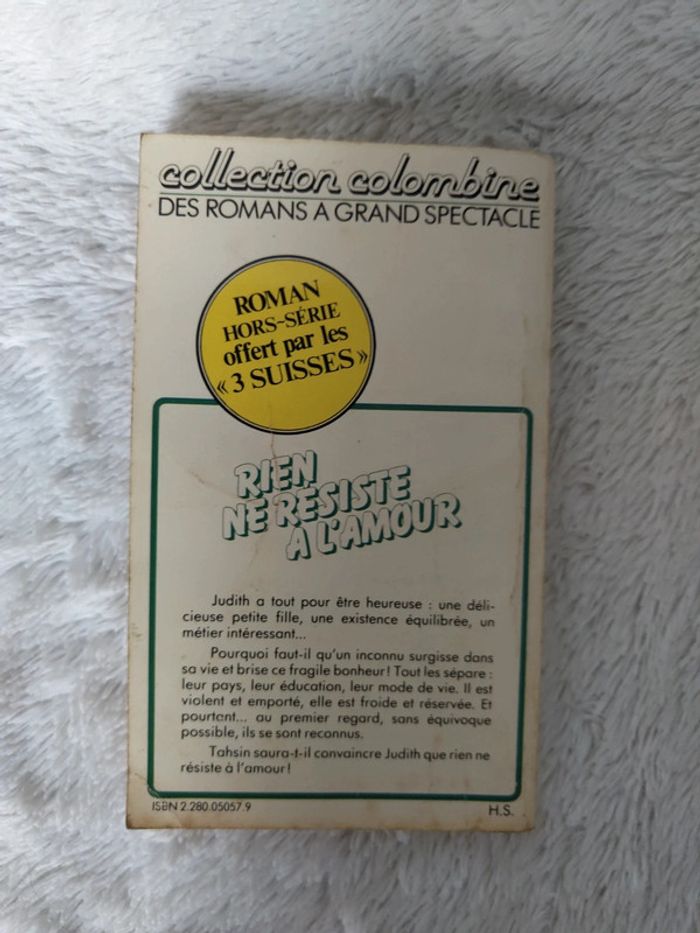 collection colombine
DES ROMANS A GRAND SPECTACLE
ROMAN
HORS~SÉRIE
offert par les
« 3 SUISSES »
RIEN
NE RÉSISTE
A L'AMOUR
Judith a tout pour être heureuse : une déli-
cieuse petite fille, une existence équilibrée, un
métier intéressant...
Pourquoi faut-il qu'un inconnu surgisse dans
sa vie et brise ce fragile bonheur! Tout les sépare :
leur pays, leur éducation, leur mode de vie. Il est
violent et emporté, elle est froide et réservée. Et
pourtant... au premier regard, sans équivoque
possible, ils se sont reconnus.
Tahsin saura-t-il convaincre Judith que rien ne
résiste à l'amour!
ISBN 2.280.05057.9
H.S.